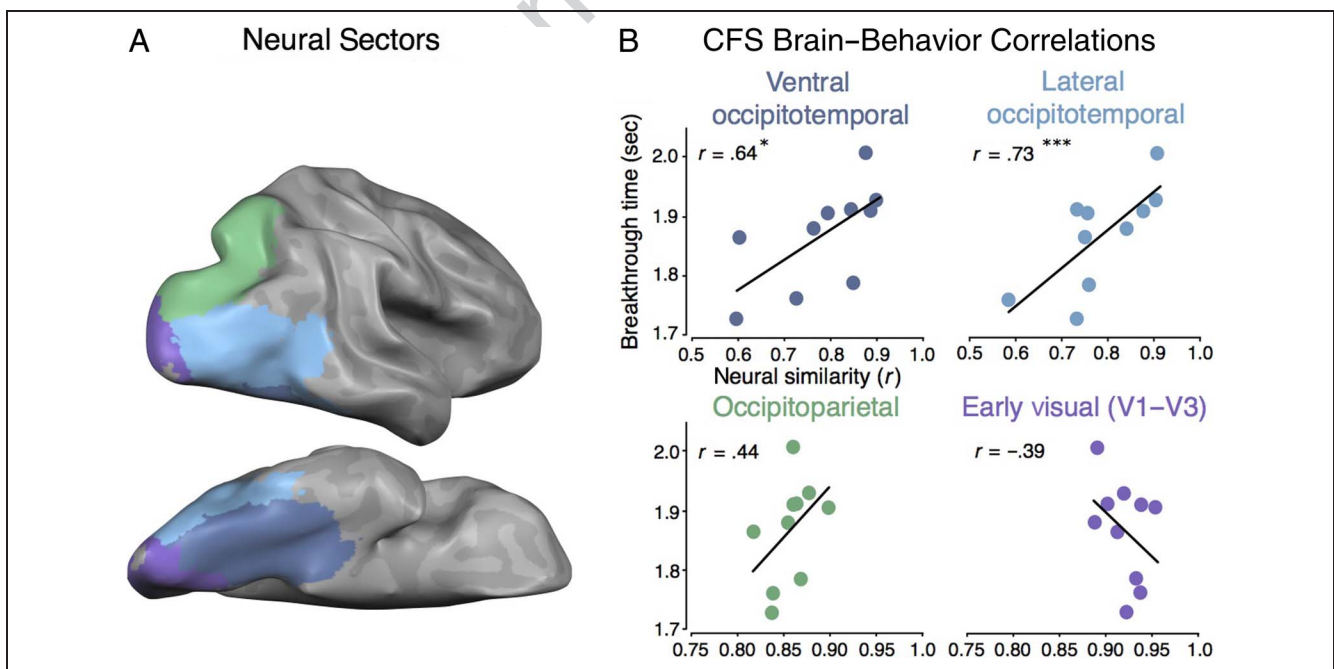 A
Neural Sectors
B
CFS Brain–Behavior Correlations
Ventral
occipitotemporal
Lateral
occipitotemporal
Breakthrough time (sec)
2.0
1.9
1.8
1.7
r = .64*
0.5 0.6 0.7 0.8 0.9 1.0
Neural similarity (r)
r = .73 ***
0.5 0.6 0.7 0.8 0.9 1.0
Occipitoparietal
Early visual (V1–V3)
2.0
1.9
1.8
1.7
r = .44
0.75 0.80 0.85 0.90 0.95 1.0
r = –.39
0.75 0.80 0.85 0.90 0.95 1.0